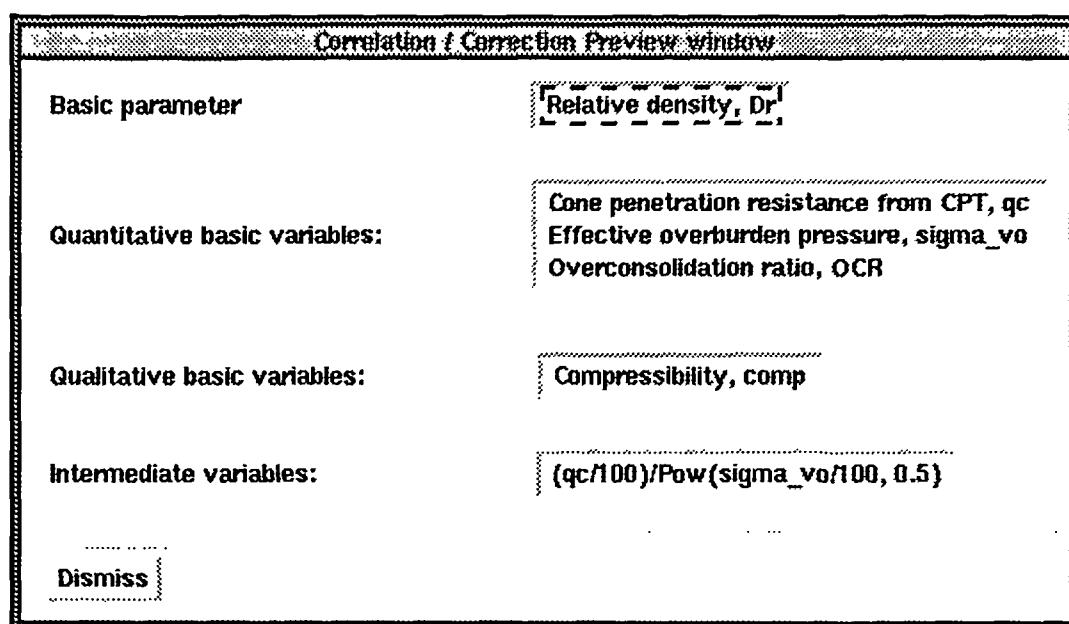 Correlation / Correction Preview window
Basic parameter
Relative density, Dr
Quantitative basic variables:
Cone penetration resistance from CPT, qc
Effective overburden pressure, sigma_vo
Overconsolidation ratio, OCR
Qualitative basic variables:
Compressibility, comp
Intermediate variables:
(qc/100)/Pow(sigma_vo/100, 0.5)
Dismiss